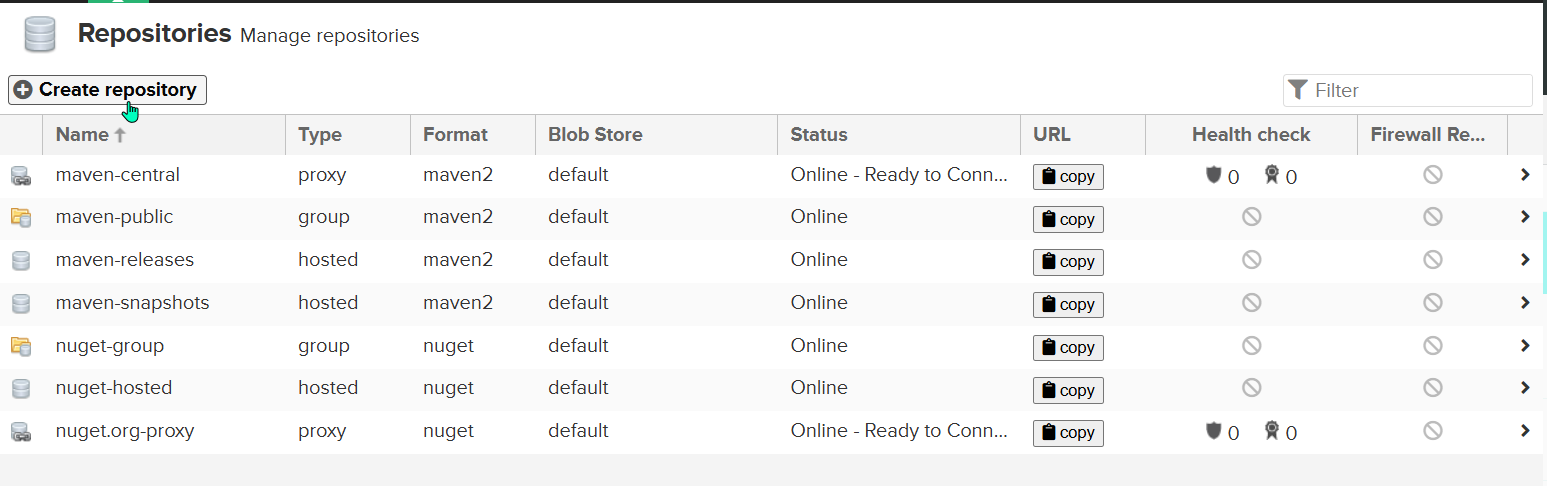 Repositories Manage repositories
Create repository Filter
Name Type Format Blob Store Status URL Health check Firewall Re...
maven-central proxy maven2 default Online - Ready to Conn... copy 0 0
maven-public group maven2 default Online copy
maven-releases hosted maven2 default Online copy
maven-snapshots hosted maven2 default Online copy
nuget-group group nuget default Online copy
nuget-hosted hosted nuget default Online copy
nuget.org-proxy proxy nuget default Online - Ready to Conn... copy 0 0